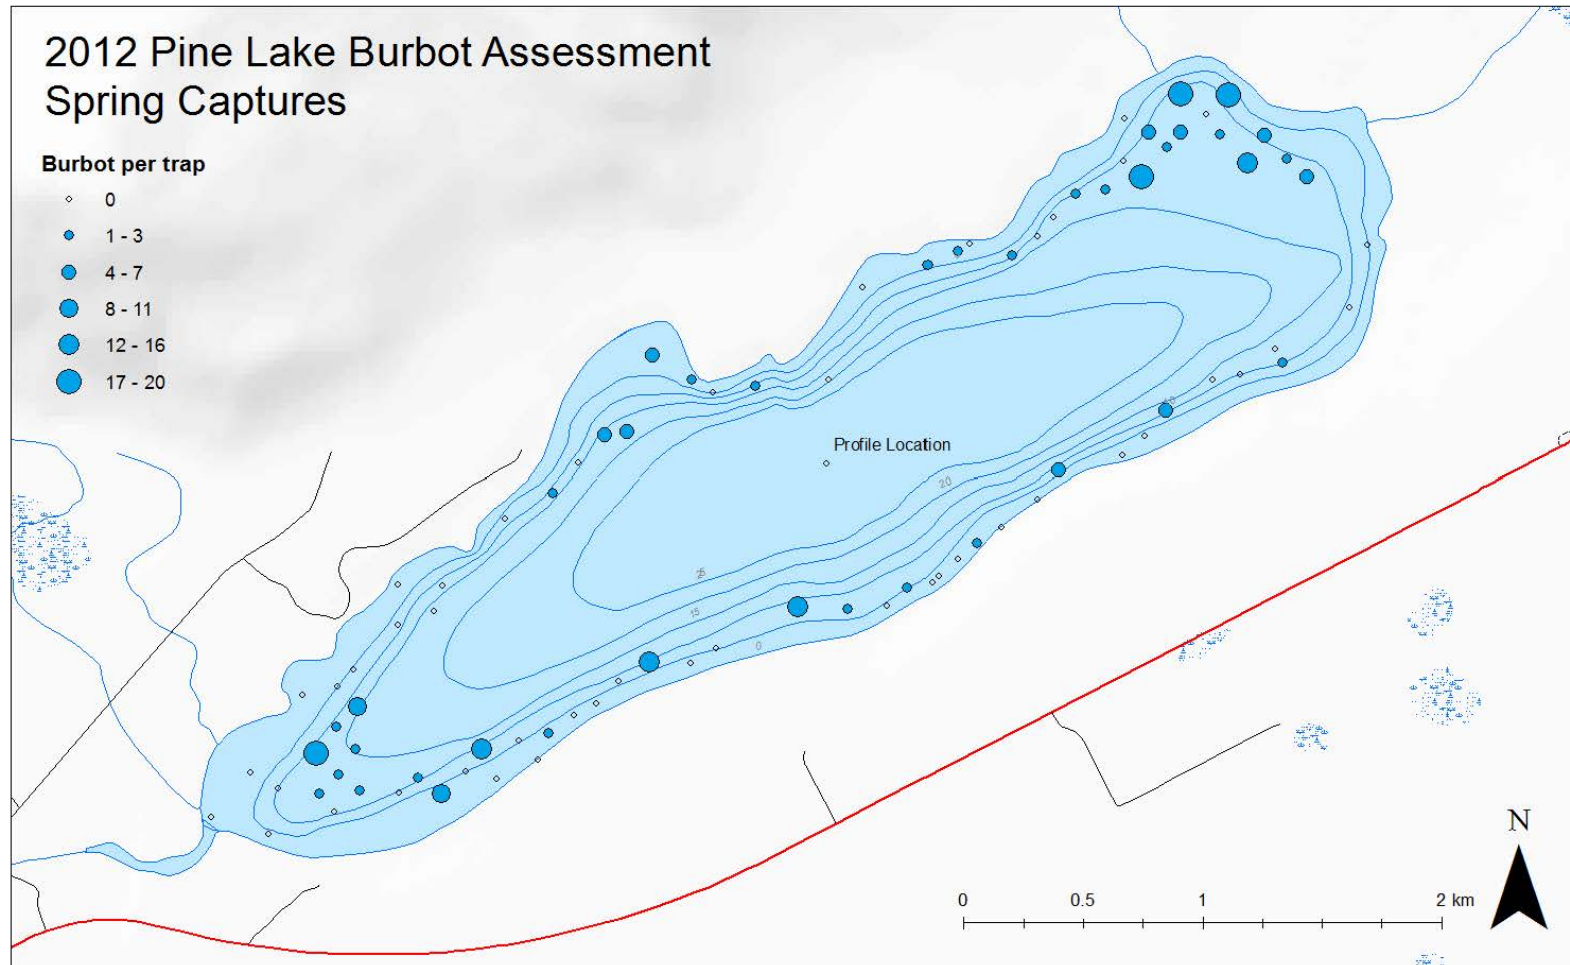 2012 Pine Lake Burbot Assessment
Spring Captures
Burbot per trap
0
1 - 3
4 - 7
8 - 11
12 - 16
17 - 20
Profile Location
10
20
25
15
0
N
0 0.5 1 2 km